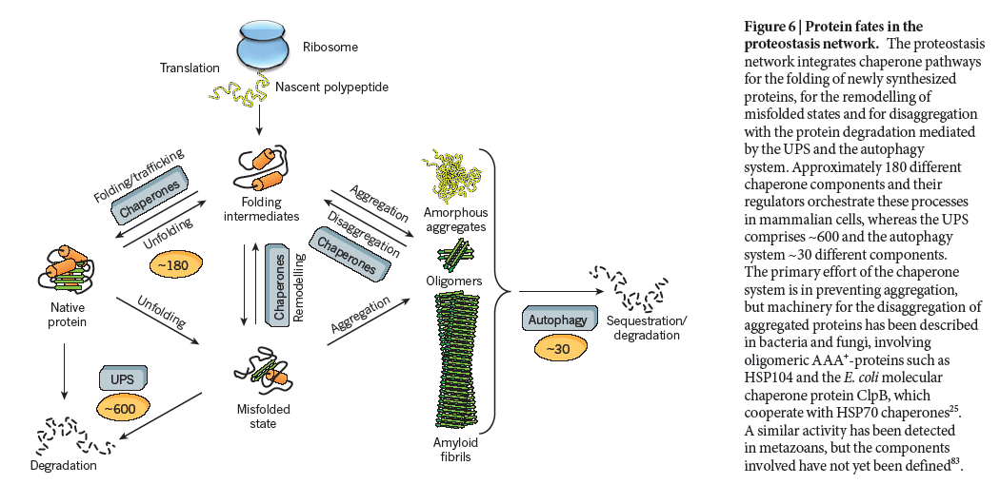 Ribosome
Translation
Nascent polypeptide
Folding/trafficking
Chaperones
Unfolding
~180
Folding
intermediates
Aggregation
Disaggregation
Chaperones
Amorphous
aggregates
Oligomers
Native
protein
Unfolding
Chaperones
Remodelling
Aggregation
Autophagy
~30
Sequestration/
degradation
UPS
~600
Misfolded
state
Amyloid
fibrils
Degradation
Figure 6 | Protein fates in the
proteostasis network. The proteostasis
network integrates chaperone pathways
for the folding of newly synthesized
proteins, for the remodelling of
misfolded states and for disaggregation
with the protein degradation mediated
by the UPS and the autophagy
system. Approximately 180 different
chaperone components and their
regulators orchestrate these processes
in mammalian cells, whereas the UPS
comprises ~600 and the autophagy
system ~30 different components.
The primary effort of the chaperone
system is in preventing aggregation,
but machinery for the disaggregation of
aggregated proteins has been described
in bacteria and fungi, involving
oligomeric AAA⁺-proteins such as
HSP104 and the E. coli molecular
chaperone protein ClpB, which
cooperate with HSP70 chaperones²⁵.
A similar activity has been detected
in metazoans, but the components
involved have not yet been defined⁸³.